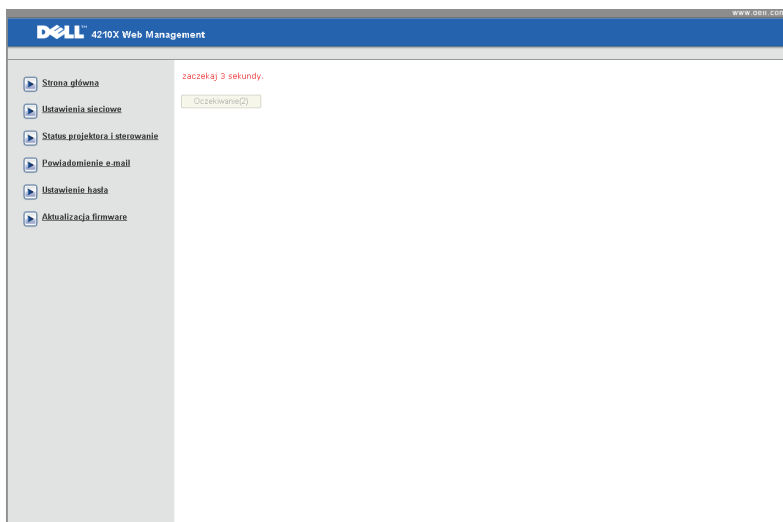 www.dell.com
DELL™ 4210X Web Management
zaczekaj 3 sekundy.
Oczekiwanie(2)
Strona główna
Ustawienia sieciowe
Status projektora i sterowanie
Powiadomienie e-mail
Ustawienie hasła
Aktualizacja firmware